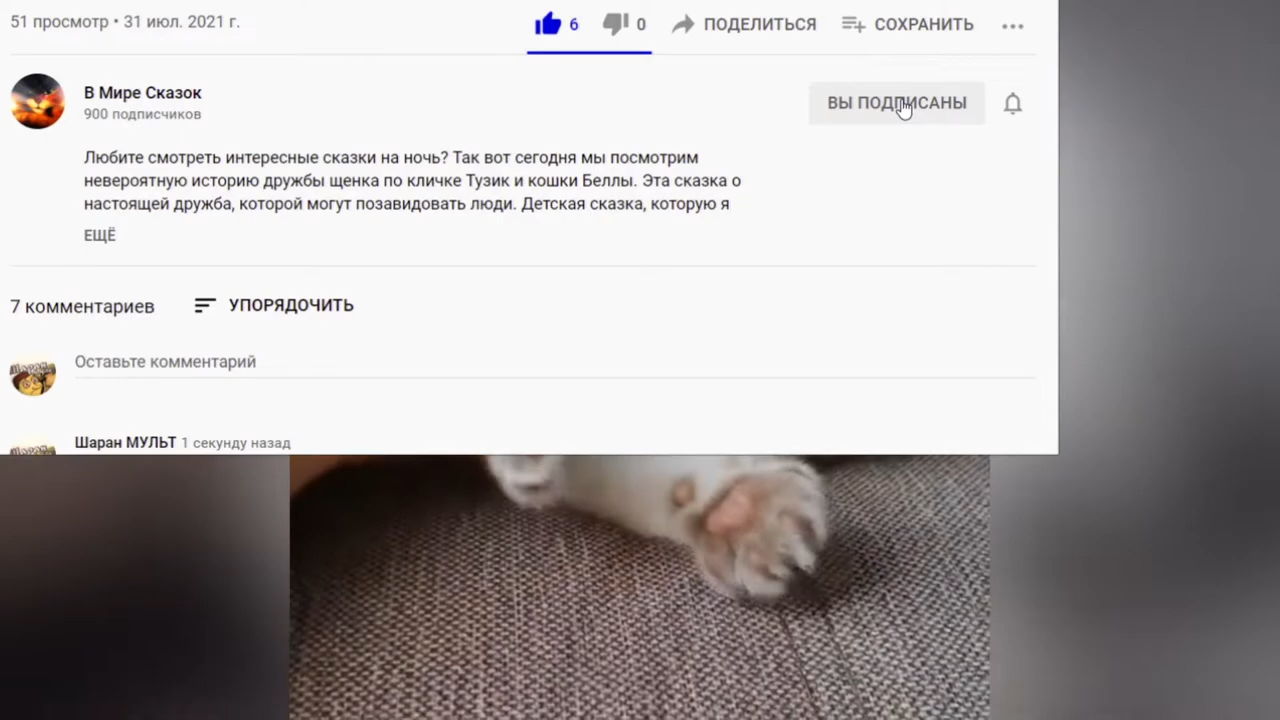 51 просмотр • 31 июл. 2021 г.
6
0
ПОДЕЛИТЬСЯ
СОХРАНИТЬ
В Мире Сказок
900 подписчиков
ВЫ ПОДПИСАНЫ
Любите смотреть интересные сказки на ночь? Так вот сегодня мы посмотрим
невероятную историю дружбы щенка по кличке Тузик и кошки Беллы. Эта сказка о
настоящей дружба, которой могут позавидовать люди. Детская сказка, которую я
ЕЩЁ
7 комментариев
УПОРЯДОЧИТЬ
Оставьте комментарий
Шаран МУЛЬТ 1 секунду назад